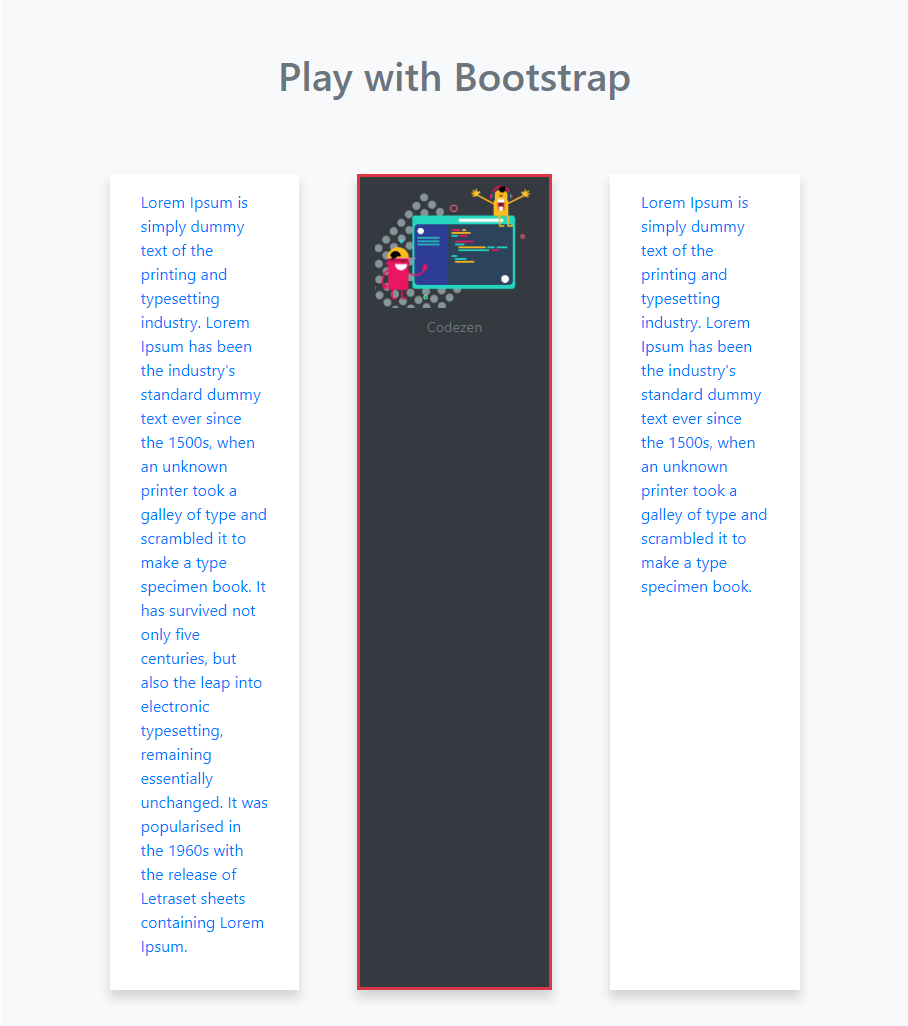 Play with Bootstrap
Lorem Ipsum is
simply dummy
text of the
printing and
typesetting
industry. Lorem
Ipsum has been
the industry's
standard dummy
text ever since
the 1500s, when
an unknown
printer took a
galley of type and
scrambled it to
make a type
specimen book. It
has survived not
only five
centuries, but
also the leap into
electronic
typesetting,
remaining
essentially
unchanged. It was
popularised in
the 1960s with
the release of
Letraset sheets
containing Lorem
Ipsum.
Codezen
Lorem Ipsum is
simply dummy
text of the
printing and
typesetting
industry. Lorem
Ipsum has been
the industry's
standard dummy
text ever since
the 1500s, when
an unknown
printer took a
galley of type and
scrambled it to
make a type
specimen book.